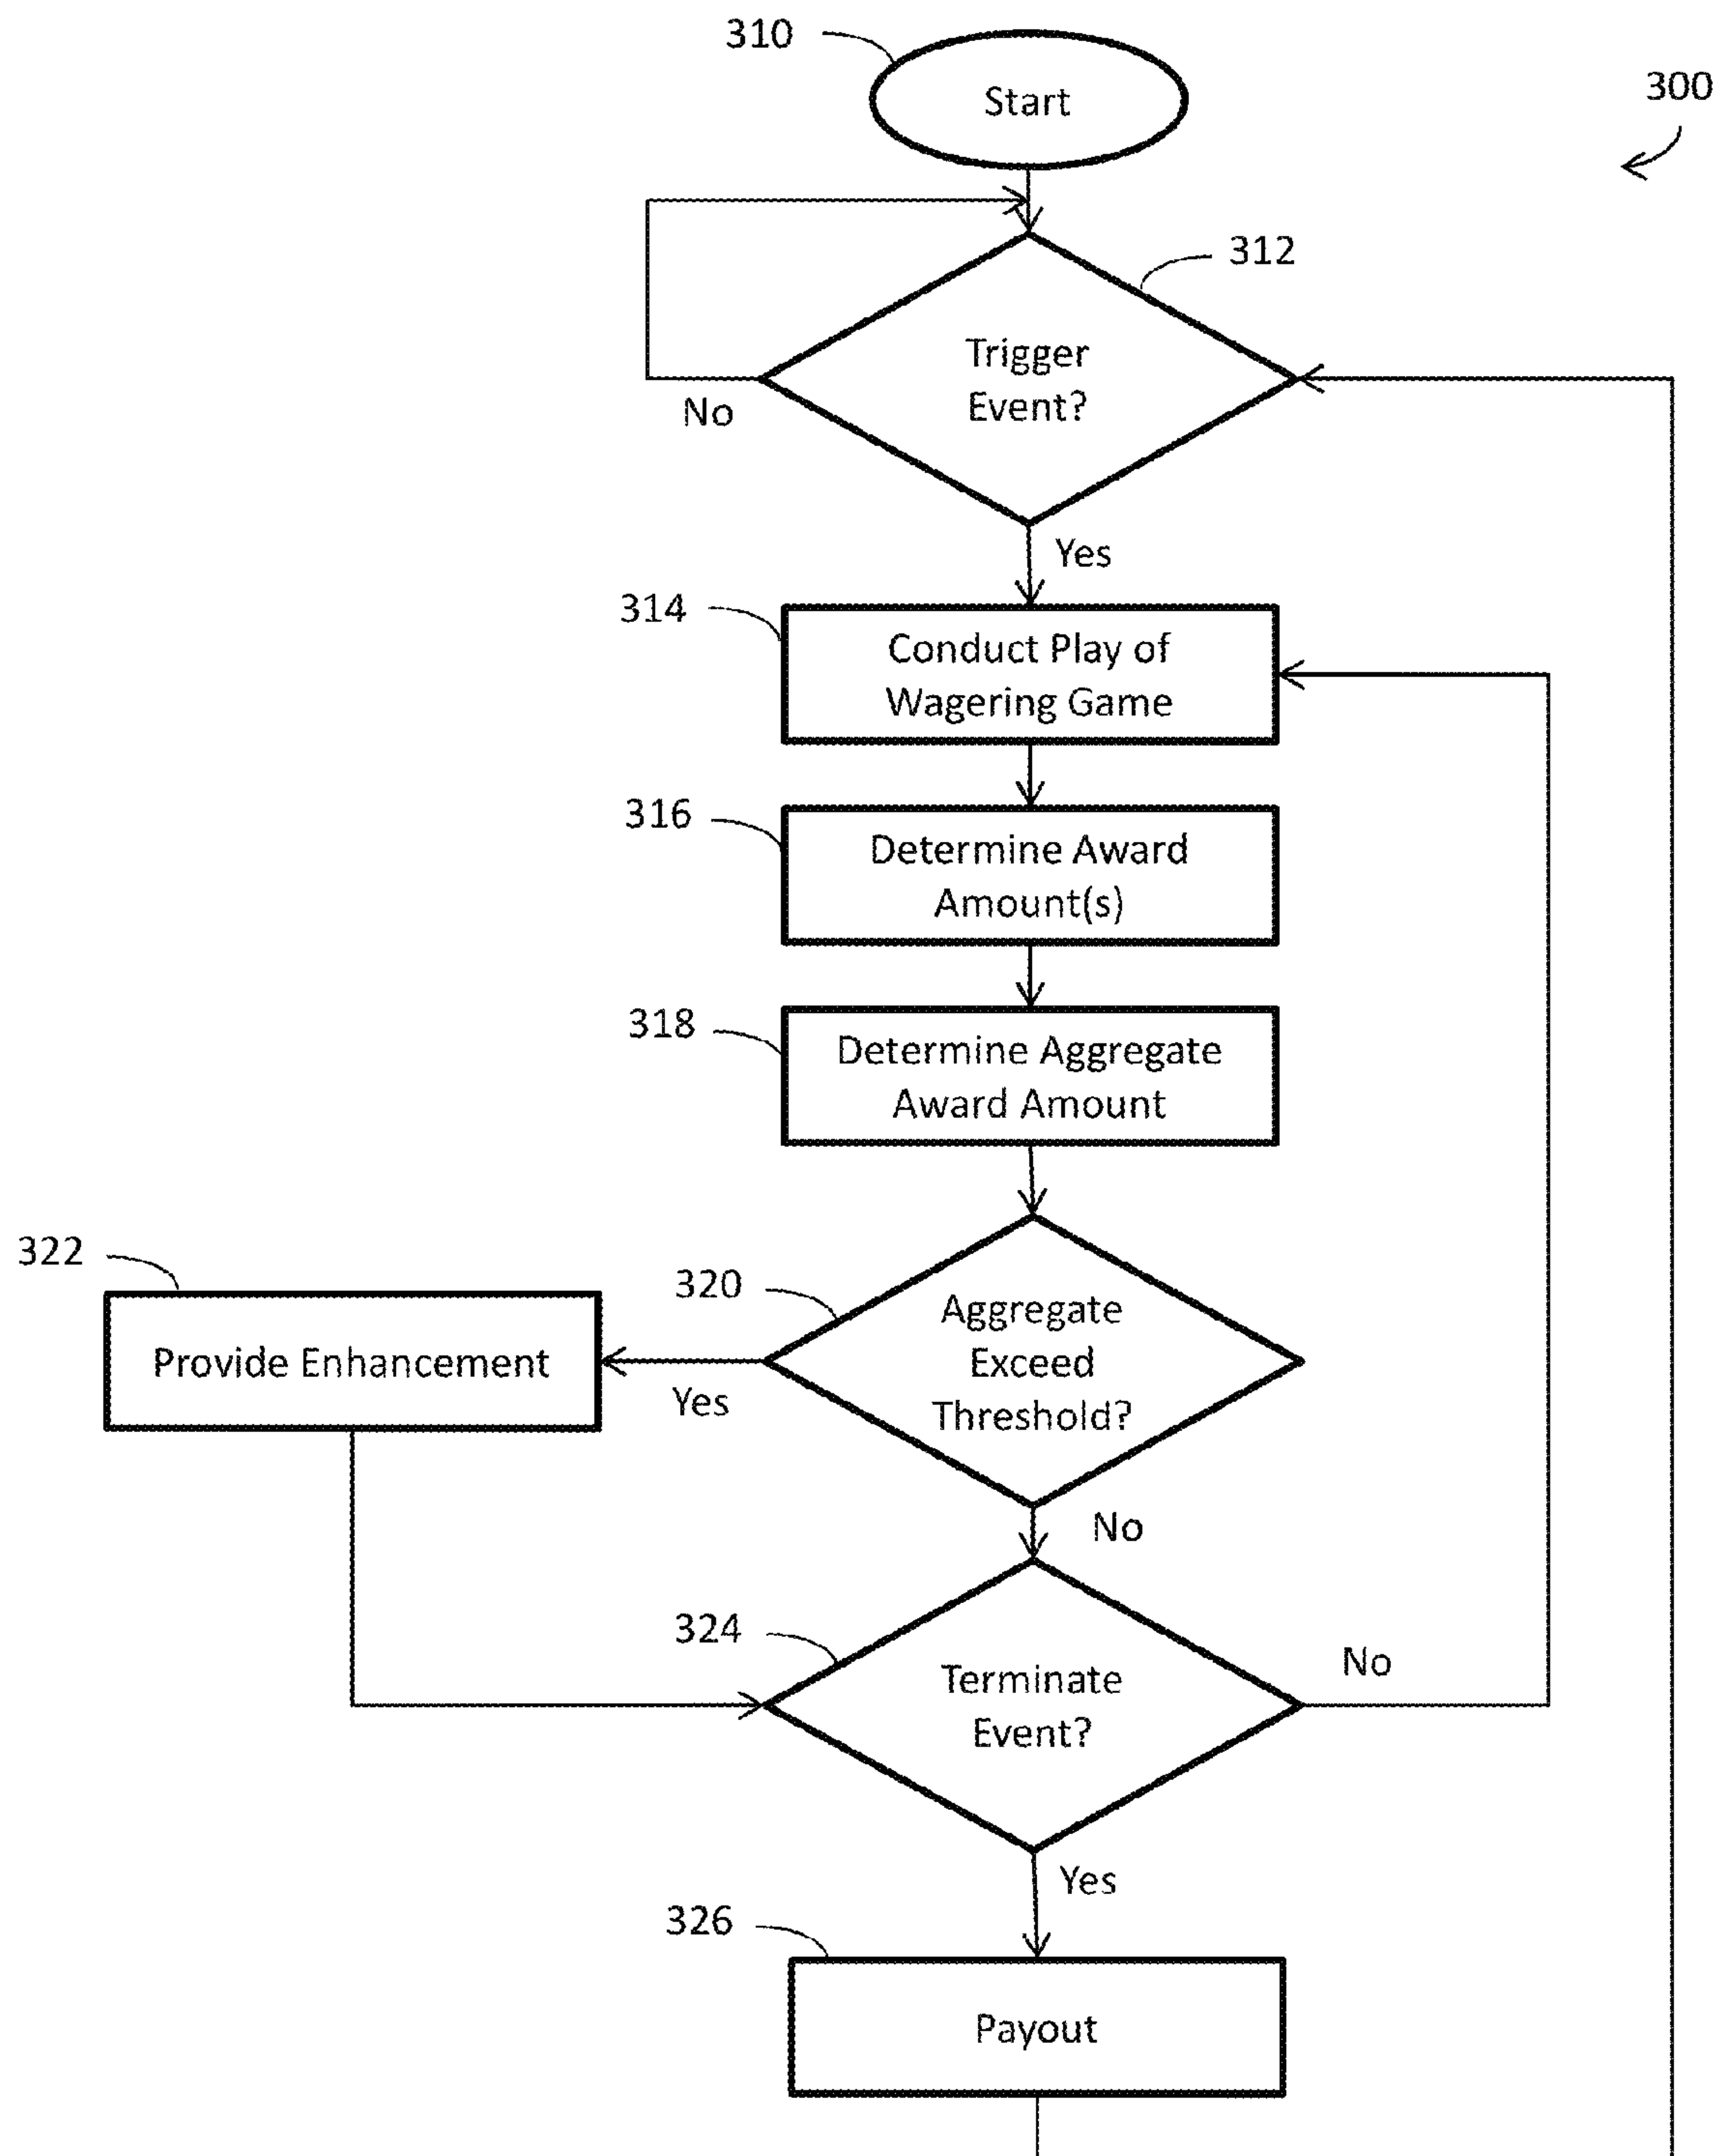 310
Start
300
312
Trigger
Event?
No
Yes
314
Conduct Play of
Wagering Game
316
Determine Award
Amount(s)
318
Determine Aggregate
Award Amount
322
320
Aggregate
Exceed
Threshold?
Provide Enhancement
Yes
No
324
Terminate
Event?
No
Yes
326
Payout